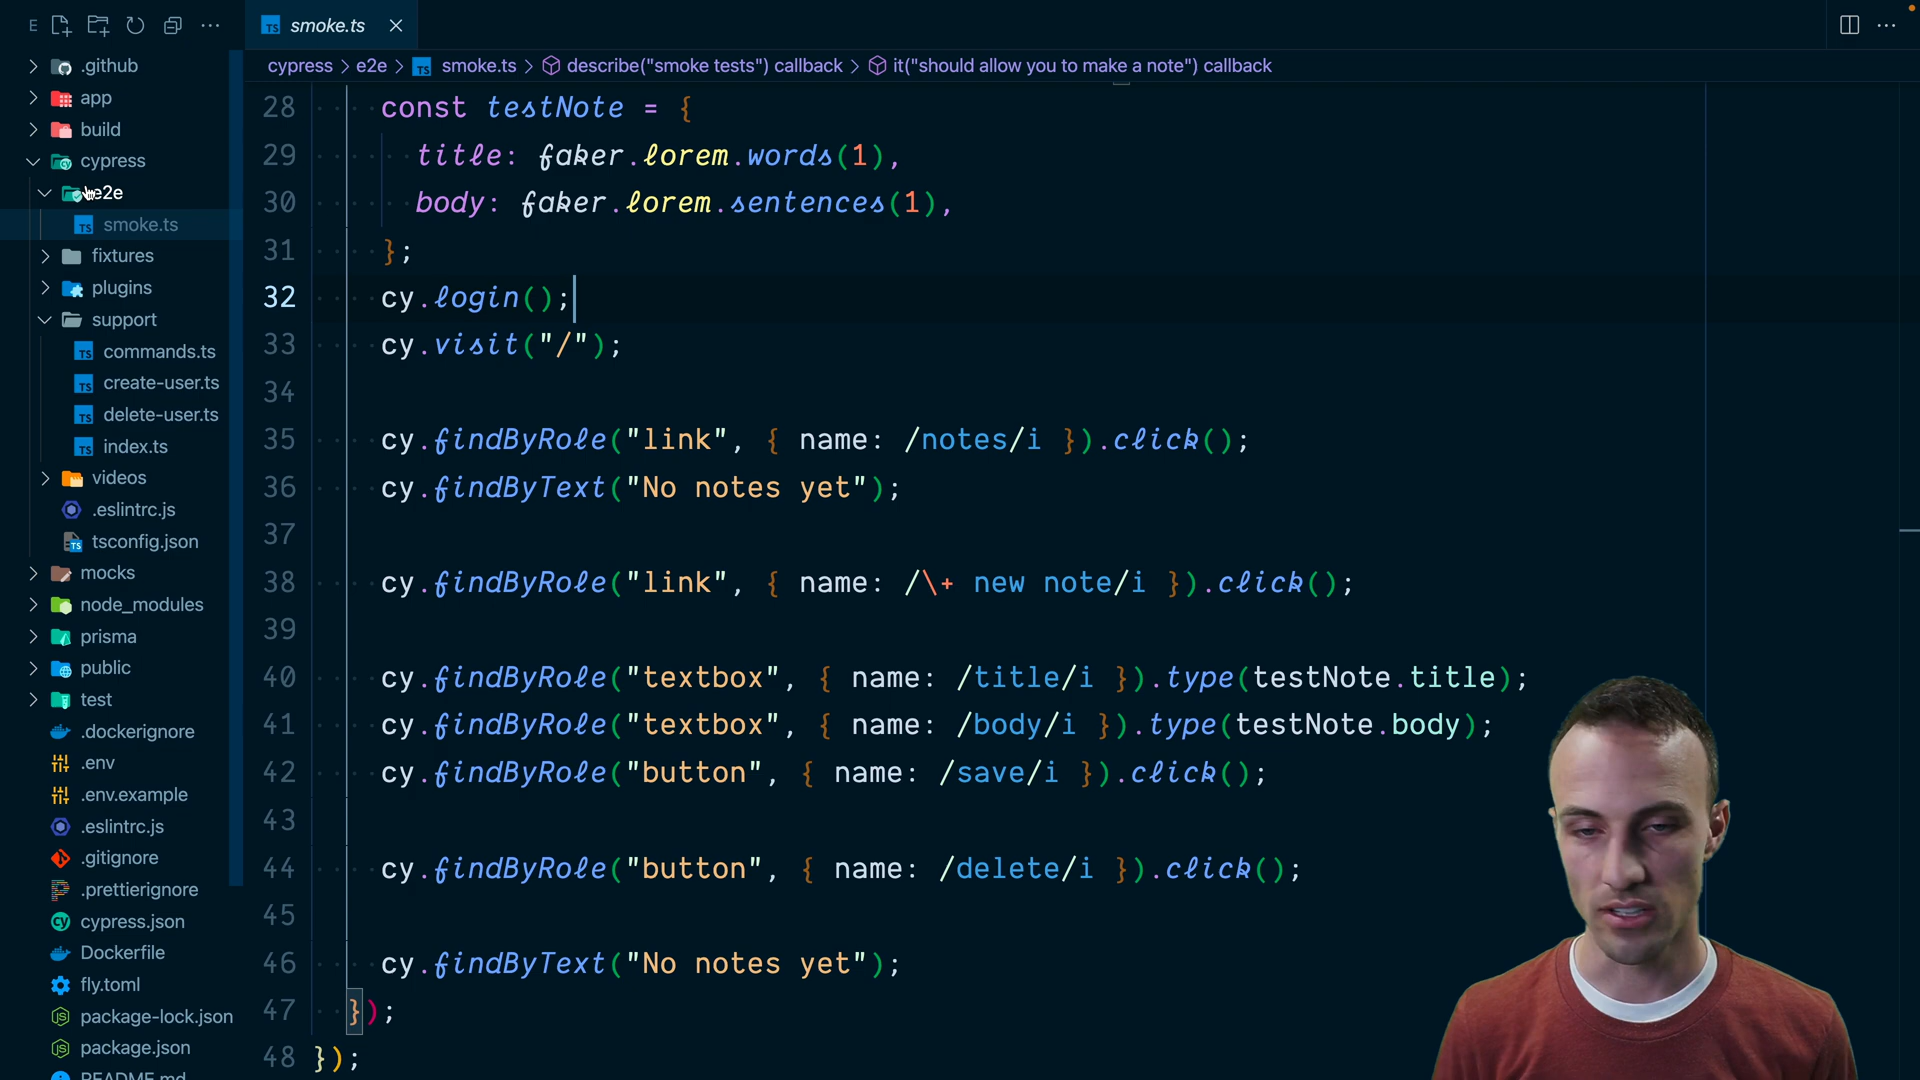 E
smoke.ts
cypress > e2e > TS smoke.ts > describe("smoke tests") callback > it("should allow you to make a note") callback
.github
app
build
cypress
e2e
TS smoke.ts
fixtures
plugins
support
TS commands.ts
TS create-user.ts
TS delete-user.ts
TS index.ts
videos
.eslintrc.js
tsconfig.json
mocks
node_modules
prisma
public
test
.dockerignore
.env
.env.example
.eslintrc.js
.gitignore
.prettierignore
cypress.json
Dockerfile
fly.toml
package-lock.json
package.json
README.md
28 const testNote = {
29 title: faker.lorem.words(1),
30 body: faker.lorem.sentences(1),
31 };
32 cy.login();
33 cy.visit("/");
34
35 cy.findByRole("link", { name: /notes/i }).click();
36 cy.findByText("No notes yet");
37
38 cy.findByRole("link", { name: /\+ new note/i }).click();
39
40 cy.findByRole("textbox", { name: /title/i }).type(testNote.title);
41 cy.findByRole("textbox", { name: /body/i }).type(testNote.body);
42 cy.findByRole("button", { name: /save/i }).click();
43
44 cy.findByRole("button", { name: /delete/i }).click();
45
46 cy.findByText("No notes yet");
47 });
48 });